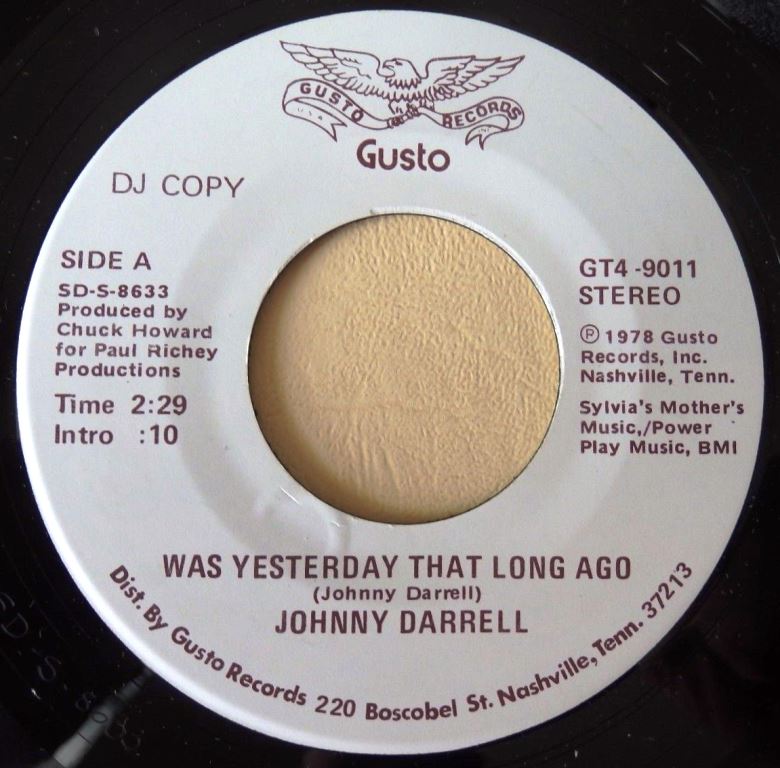 GUSTO RECORDS
Gusto
DJ COPY
SIDE A
SD-S-8633
Produced by
Chuck Howard
for Paul Richey
Productions
Time 2:29
Intro :10
GT4-9011
STEREO
Ⓟ 1978 Gusto
Records, Inc.
Nashville, Tenn.
Sylvia's Mother's
Music,/Power
Play Music, BMI
WAS YESTERDAY THAT LONG AGO
(Johnny Darrell)
JOHNNY DARRELL
Dist. By Gusto Records 220 Boscobel St. Nashville, Tenn. 37213